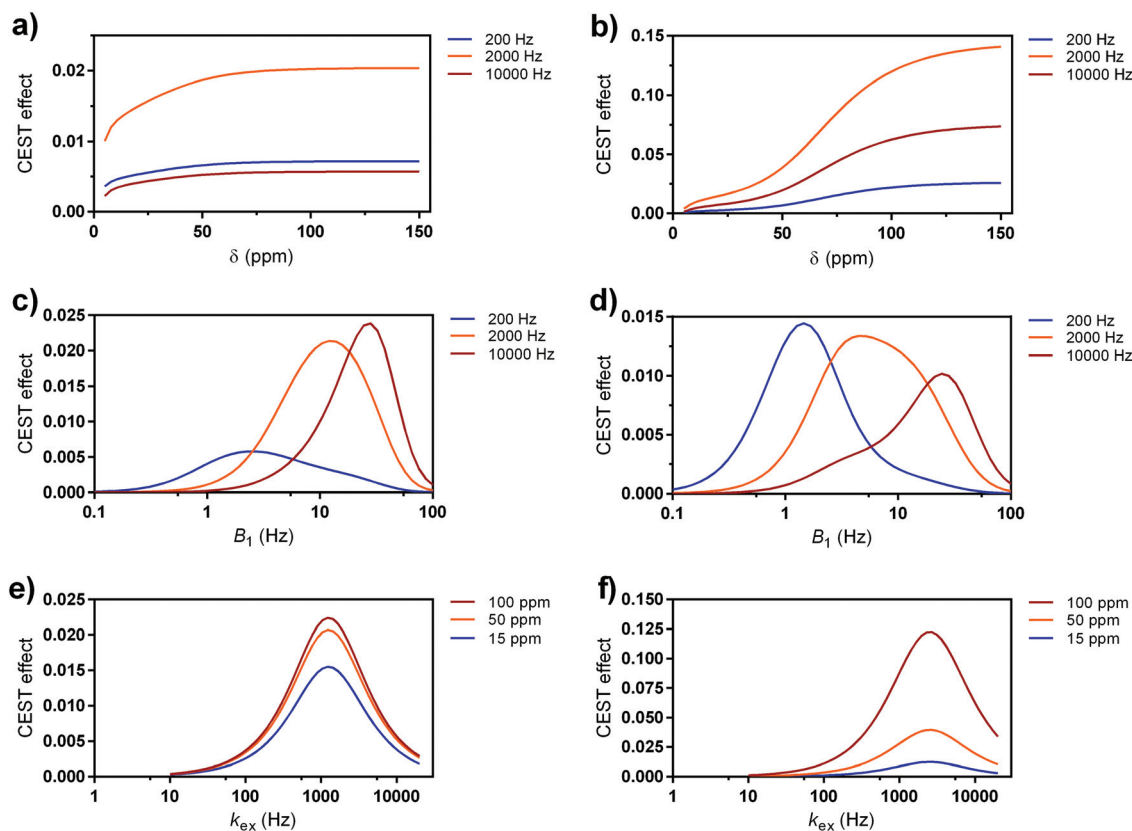 a)
CEST effect
0.02
0.01
0.00
0 50 100 150
δ (ppm)
200 Hz
2000 Hz
10000 Hz
b)
CEST effect
0.15
0.10
0.05
0.00
0 50 100 150
δ (ppm)
200 Hz
2000 Hz
10000 Hz
c)
CEST effect
0.025
0.020
0.015
0.010
0.005
0.000
0.1 1 10 100
B₁ (Hz)
200 Hz
2000 Hz
10000 Hz
d)
CEST effect
0.015
0.010
0.005
0.000
0.1 1 10 100
B₁ (Hz)
200 Hz
2000 Hz
10000 Hz
e)
CEST effect
0.025
0.020
0.015
0.010
0.005
0.000
1 10 100 1000 10000
kex (Hz)
100 ppm
50 ppm
15 ppm
f)
CEST effect
0.150
0.125
0.100
0.075
0.050
0.025
0.000
1 10 100 1000 10000
kex (Hz)
100 ppm
50 ppm
15 ppm